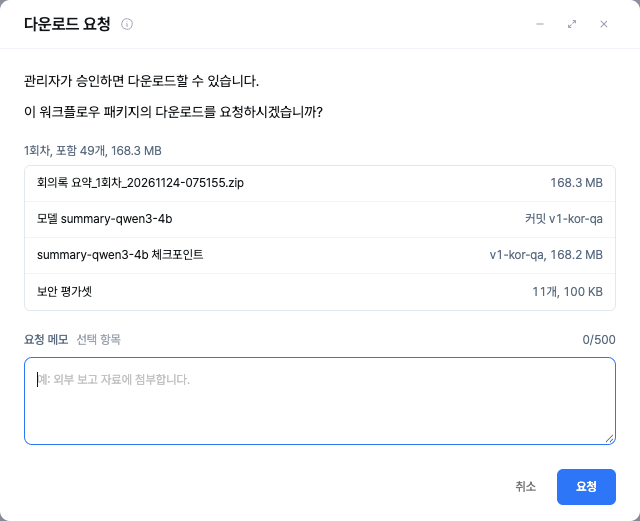 다운로드 요청
관리자가 승인하면 다운로드할 수 있습니다.
이 워크플로우 패키지의 다운로드를 요청하시겠습니까?
1회차, 포함 49개, 168.3 MB
회의록 요약_1회차_20261124-075155.zip 168.3 MB
모델 summary-qwen3-4b 커밋 v1-kor-qa
summary-qwen3-4b 체크포인트 v1-kor-qa, 168.2 MB
보안 평가셋 11개, 100 KB
요청 메모 선택 항목 0/500
예: 외부 보고 자료에 첨부합니다.
취소 요청